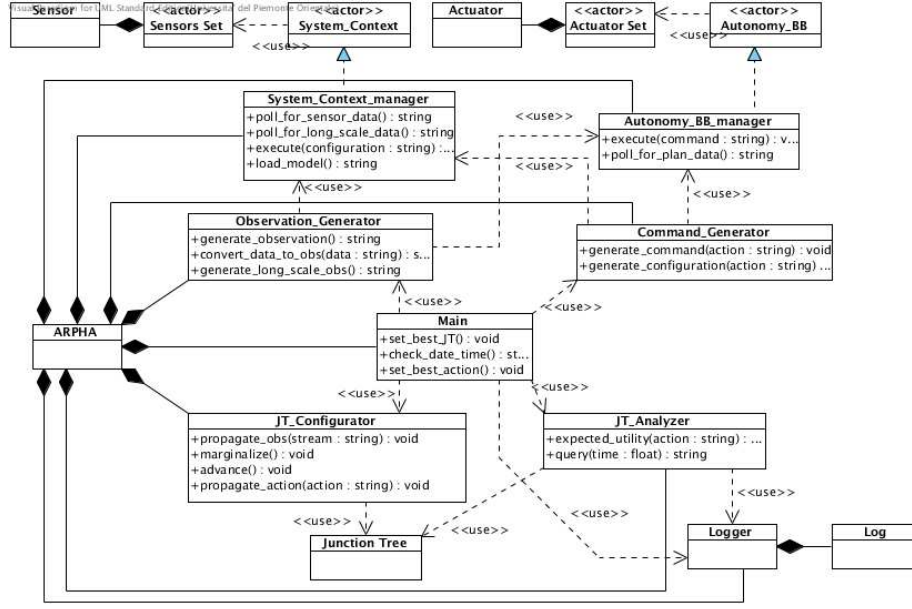 Sensor
<<actor>>
Sensors Set
<<actor>>
System_Context
<<use>>
Actuator
<<actor>>
Actuator Set
<<actor>>
Autonomy_BB
<<use>>
System_Context_manager
+poll_for_sensor_data() : string
+poll_for_long_scale_data() : string
+execute(configuration : string) :...
+load_model() : string
<<use>>
Autonomy_BB_manager
+execute(command : string) : v...
+poll_for_plan_data() : string
<<use>>
<<use>>
<<use>>
Observation_Generator
+generate_observation() : string
+convert_data_to_obs(data : string) : s...
+generate_long_scale_obs() : string
Command_Generator
+generate_command(action : string) : void
+generate_configuration(action : string) ...
<<use>>
<<use>>
ARPHA
Main
+set_best_JT() : void
+check_date_time() : st...
+set_best_action() : void
<<use>>
<<use>>
JT_Configurator
+propagate_obs(stream : string) : void
+marginalize() : void
+advance() : void
+propagate_action(action : string) : void
JT_Analyzer
+expected_utility(action : string) : ...
+query(time : float) : string
<<use>>
<<use>>
<<use>>
<<use>>
Junction Tree
Logger
Log